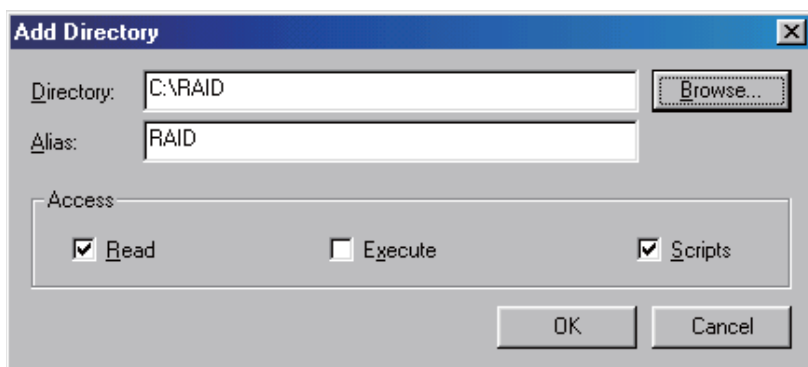 Add Directory
Directory: C:\RAID Browse...
Alias: RAID
Access
Read Execute Scripts
OK Cancel